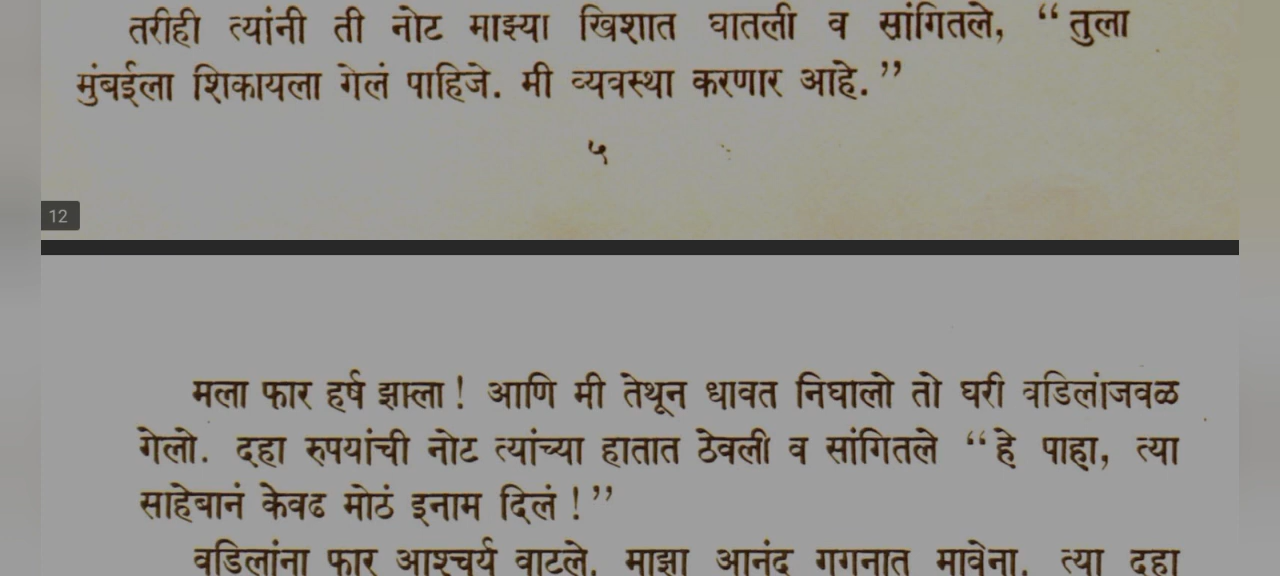 तरीही त्यांनी ती नोट माझ्या खिशात घातली व सांगितले, “तुला
मुंबईला शिकायला गेलं पाहिजे. मी व्यवस्था करणार आहे.”
५
12
मला फार हर्ष झाला! आणि मी तेथून धावत निघालो तो घरी वडिलांजवळ
गेलो. दहा रुपयांची नोट त्यांच्या हातात ठेवली व सांगितले “हे पाहा, त्या
साहेबानं केवढ मोठं इनाम दिलं!”
वडिलांना फार आश्चर्य वाटले. माझा आनंद गगनात मावेना. त्या दहा